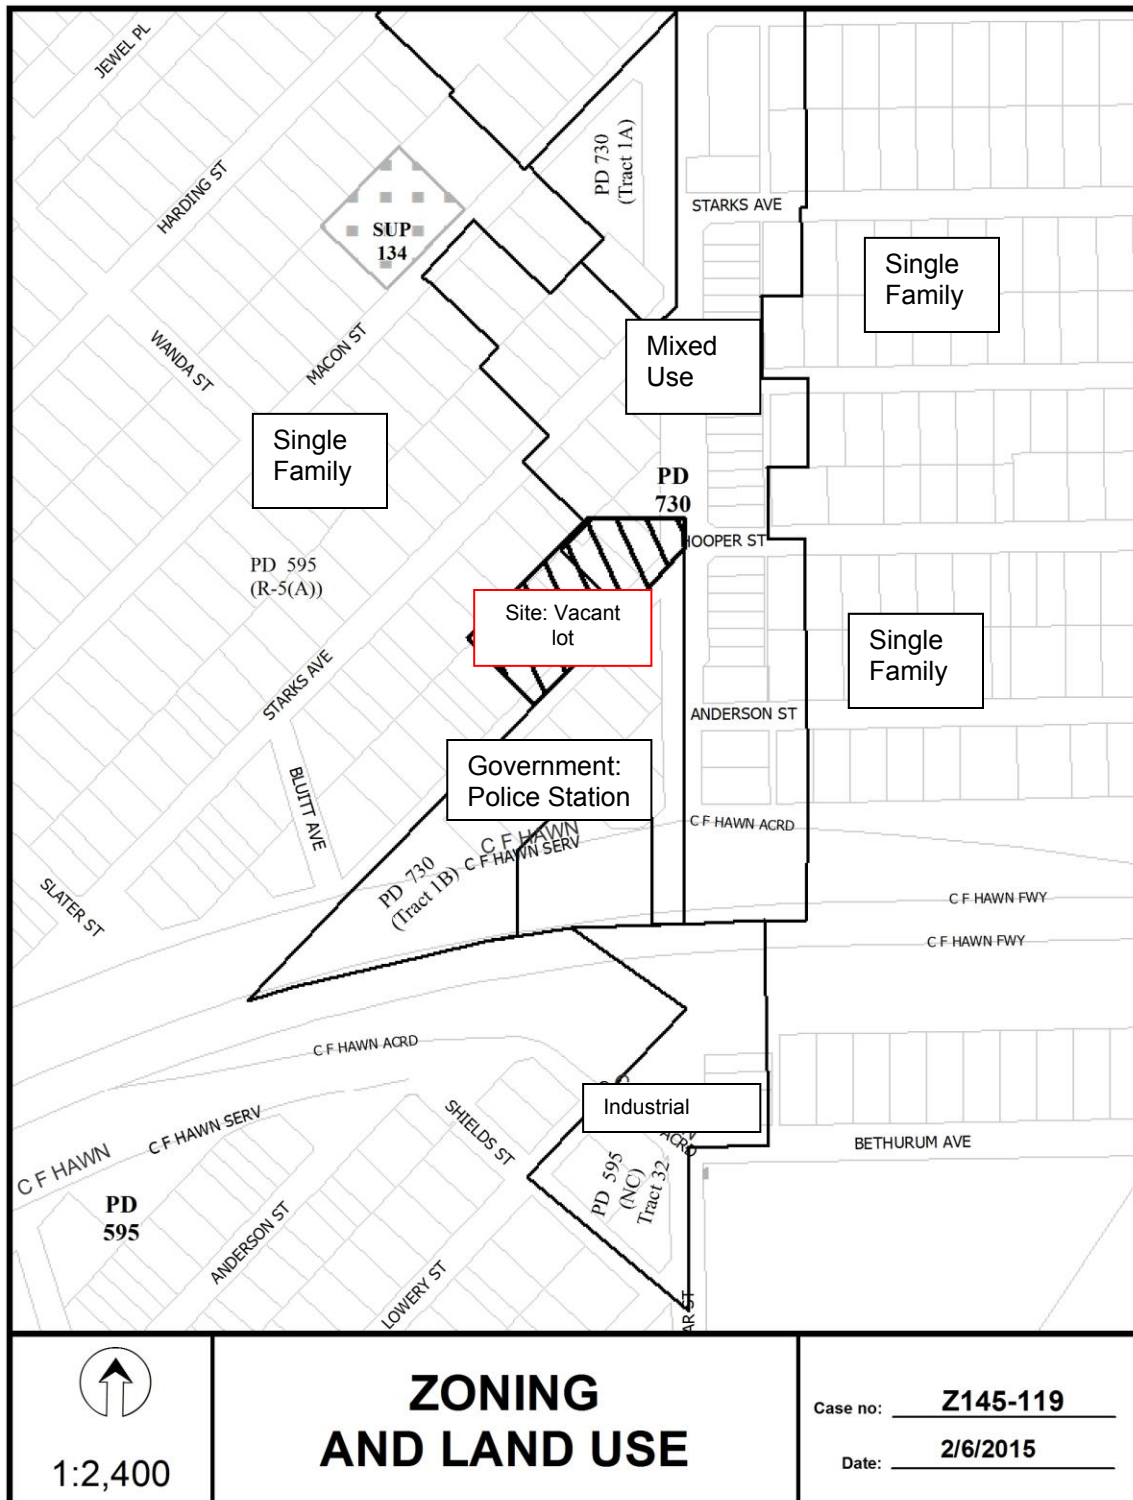 JEWEL PL
HARDING ST
PD 730
(Tract 1A)
STARKS AVE
SUP
134
Single
Family
WANDA ST
MACON ST
Mixed
Use
Single
Family
PD
730
HOOPER ST
PD 595
(R-5(A))
Site: Vacant
lot
Single
Family
STARKS AVE
ANDERSON ST
Government:
Police Station
BLUITT AVE
C F HAWN
C F HAWN SERV
C F HAWN ACRD
PD 730
(Tract 1B)
SLATER ST
C F HAWN FWY
C F HAWN FWY
C F HAWN ACRD
Industrial
ACRD
C F HAWN SERV
SHIELDS ST
BETHURUM AVE
C F HAWN
PD 595
(NC)
Tract 32
PD
595
ANDERSON ST
LOWERY ST
AR ST
1:2,400
ZONING
AND LAND USE
Case no: Z145-119
Date: 2/6/2015